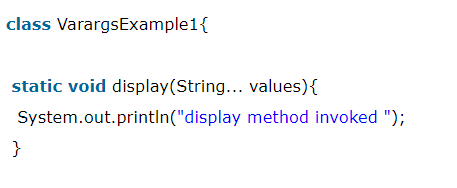 class VarargsExample1{
static void display(String... values){
System.out.println("display method invoked ");
}